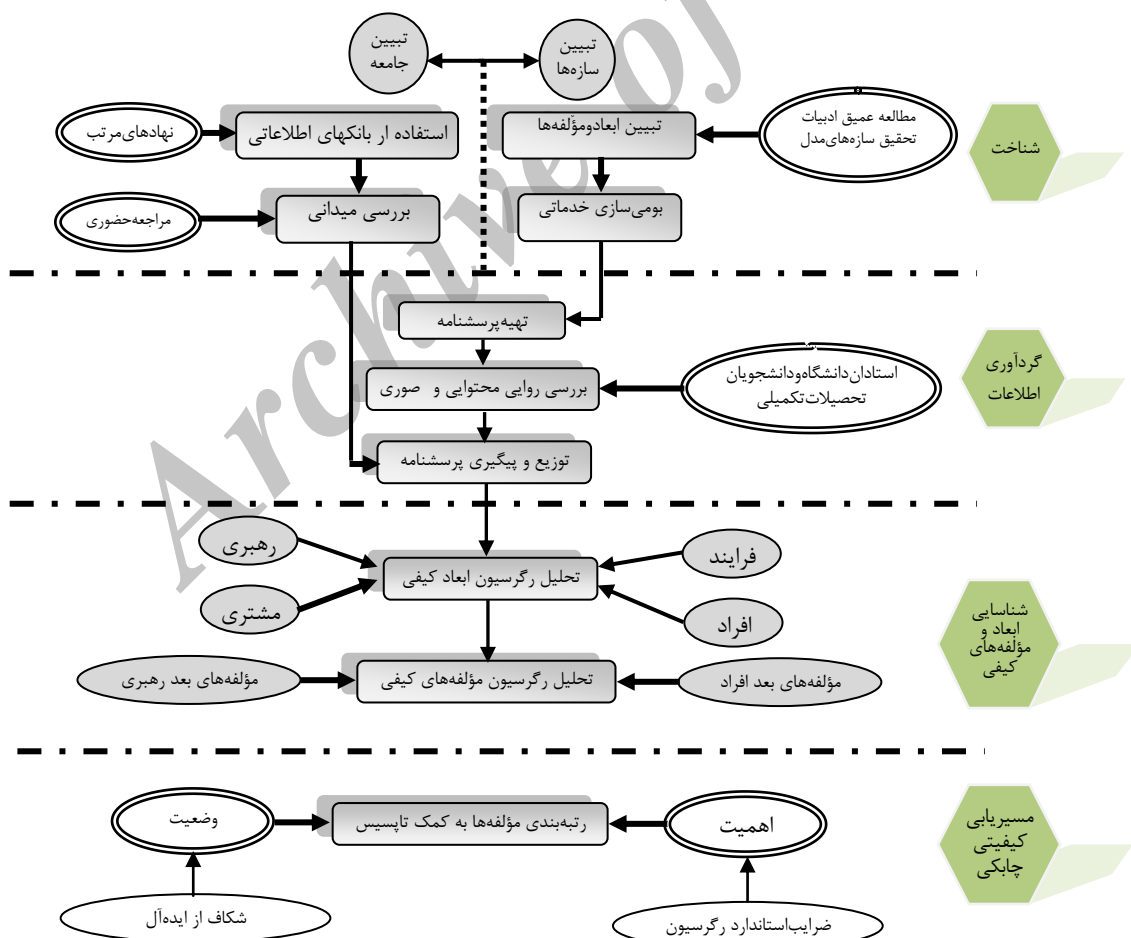 تبیین
سازه‌ها
تبیین
جامعه
مطالعه عمیق ادبیات
تحقیق سازه‌های‌مدل
تبیین ابعادومؤلفه‌ها
استفاده ار بانکهای اطلاعاتی
نهادهای‌مرتب
شناخت
بومی‌سازی خدماتی
بررسی میدانی
مراجعه‌حضوری
تهیه‌پرسشنامه
گردآوری
اطلاعات
استادان‌دانشگاه‌ودانشجویان
تحصیلات‌تکمیلی
بررسی روایی محتوایی و صوری
توزیع و پیگیری پرسشنامه
فرایند
رهبری
تحلیل رگرسیون ابعاد کیفی
افراد
مشتری
شناسایی
ابعاد و
مؤلفه‌های
کیفی
مؤلفه‌های بعد افراد
تحلیل رگرسیون مؤلفه‌های کیفی
مؤلفه‌های بعد رهبری
مسیریابی
کیفیتی
چابکی
اهمیت
رتبه‌بندی مؤلفه‌ها به کمک تاپسیس
وضعیت
ضرایب‌استاندارد رگرسیون
شکاف از ایده‌آل
Archive of